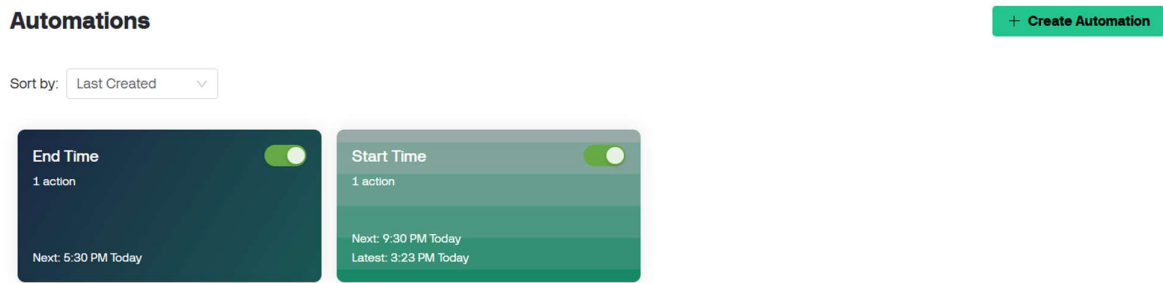 Automations
+ Create Automation
Sort by: Last Created
End Time
1 action
Next: 5:30 PM Today
Start Time
1 action
Next: 9:30 PM Today
Latest: 3:23 PM Today